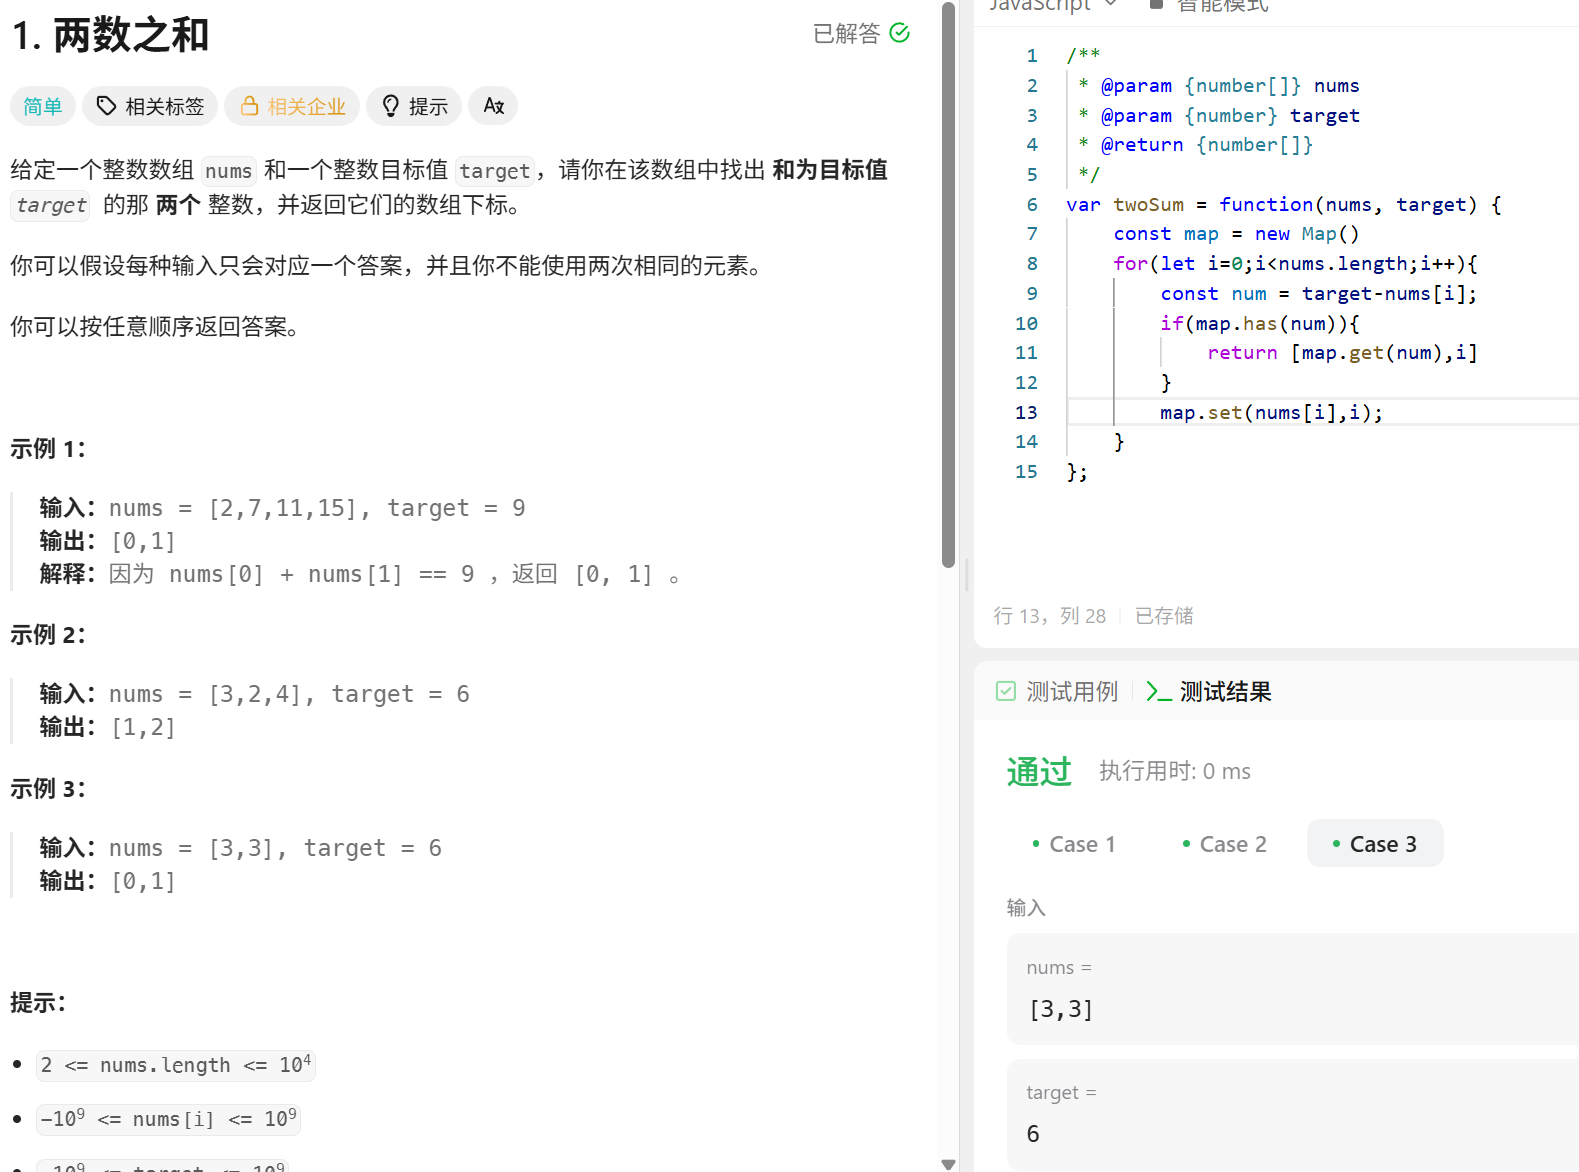 1. 两数之和
已解答
简单 相关标签 相关企业 提示 Az
给定一个整数数组 nums 和一个整数目标值 target，请你在该数组中找出 和为目标值
target 的那 两个 整数，并返回它们的数组下标。
你可以假设每种输入只会对应一个答案，并且你不能使用两次相同的元素。
你可以按任意顺序返回答案。
示例 1：
输入：nums = [2,7,11,15], target = 9
输出：[0,1]
解释：因为 nums[0] + nums[1] == 9 ，返回 [0, 1] 。
示例 2：
输入：nums = [3,2,4], target = 6
输出：[1,2]
示例 3：
输入：nums = [3,3], target = 6
输出：[0,1]
提示：
2 <= nums.length <= 10⁴
-10⁹ <= nums[i] <= 10⁹
-10⁹ <= target <= 10⁹
JavaScript 智能模式
1 /**
2  * @param {number[]} nums
3  * @param {number} target
4  * @return {number[]}
5  */
6 var twoSum = function(nums, target) {
7     const map = new Map()
8     for(let i=0;i<nums.length;i++){
9         const num = target-nums[i];
10         if(map.has(num)){
11             return [map.get(num),i]
12         }
13         map.set(nums[i],i);
14     }
15 };
行 13，列 28 已存储
测试用例 >_ 测试结果
通过 执行用时: 0 ms
Case 1 Case 2 Case 3
输入
nums =
[3,3]
target =
6